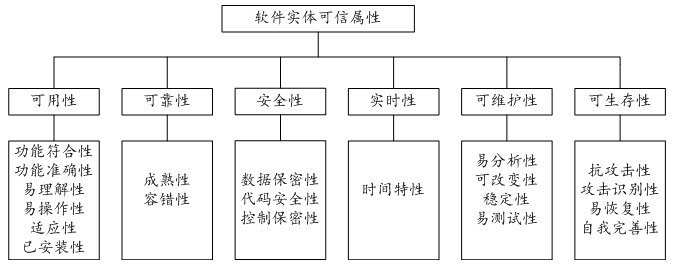 软件实体可信属性
可用性
可靠性
安全性
实时性
可维护性
可生存性
功能符合性
功能准确性
易理解性
易操作性
适应性
已安装性
成熟性
容错性
数据保密性
代码安全性
控制保密性
时间特性
易分析性
可改变性
稳定性
易测试性
抗攻击性
攻击识别性
易恢复性
自我完善性